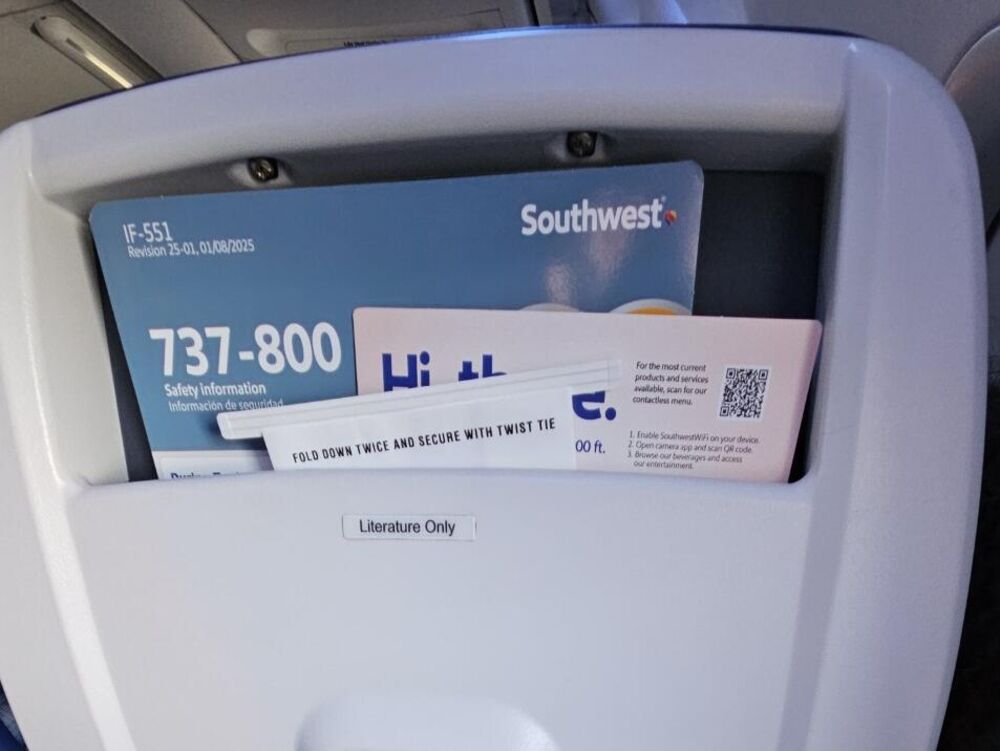 IF-551
Revision 25-01, 01/08/2025
Southwest
737-800
Safety information
Información de seguridad
Hi
e.
00 ft.
For the most current
products and services
available, scan for our
contactless menu.
1. Enable SouthwestWiFi on your device.
2. Open camera app and scan QR code.
3. Browse our beverages and access
our entertainment.
FOLD DOWN TWICE AND SECURE WITH TWIST TIE
Literature Only